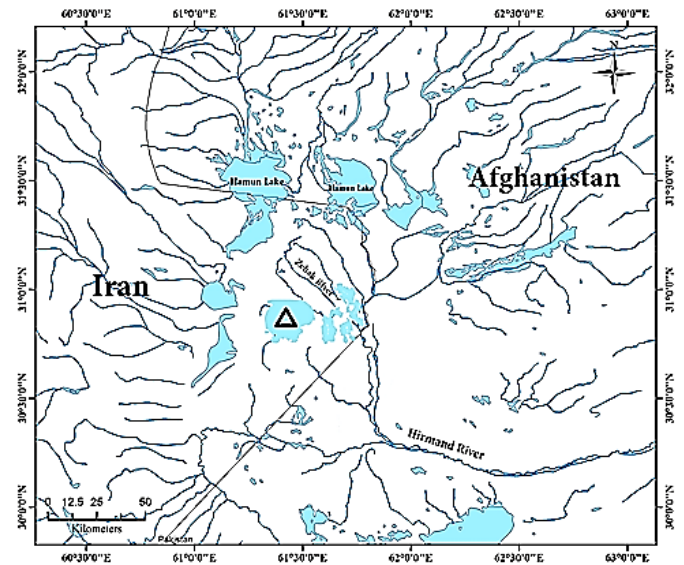 60°30'0"E 61°0'0"E 61°30'0"E 62°0'0"E 62°30'0"E 63°0'0"E
32°0'0"N 32°0'0"N
N
31°30'0"N 31°30'0"N
Hamun Lake Hamun Lake
Afghanistan
Zehak River
31°0'0"N 31°0'0"N
Iran
30°30'0"N 30°30'0"N
Hirmand River
30°0'0"N 30°0'0"N
0 12.5 25 50
Kilometers
Pakistan
60°30'0"E 61°0'0"E 61°30'0"E 62°0'0"E 62°30'0"E 63°0'0"E